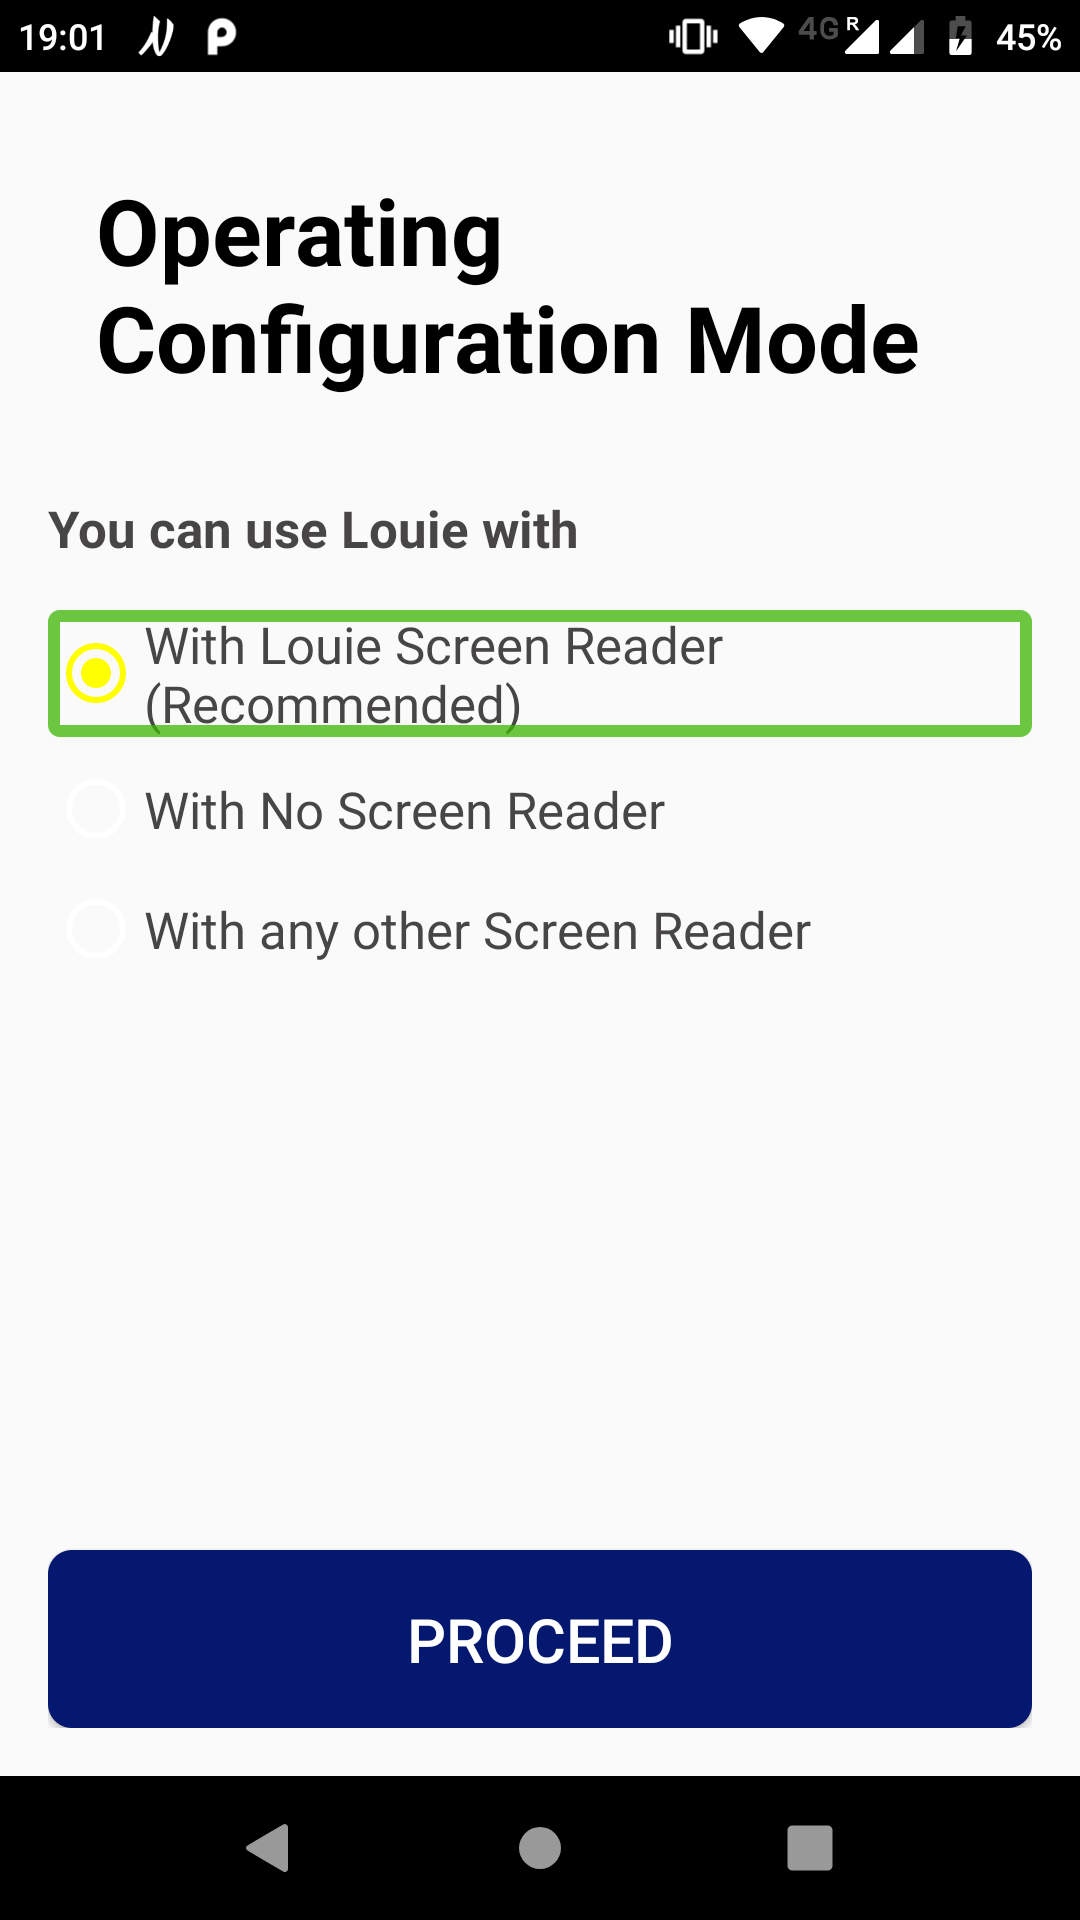 19:01
4G R
45%
Operating
Configuration Mode
You can use Louie with
With Louie Screen Reader
(Recommended)
With No Screen Reader
With any other Screen Reader
PROCEED